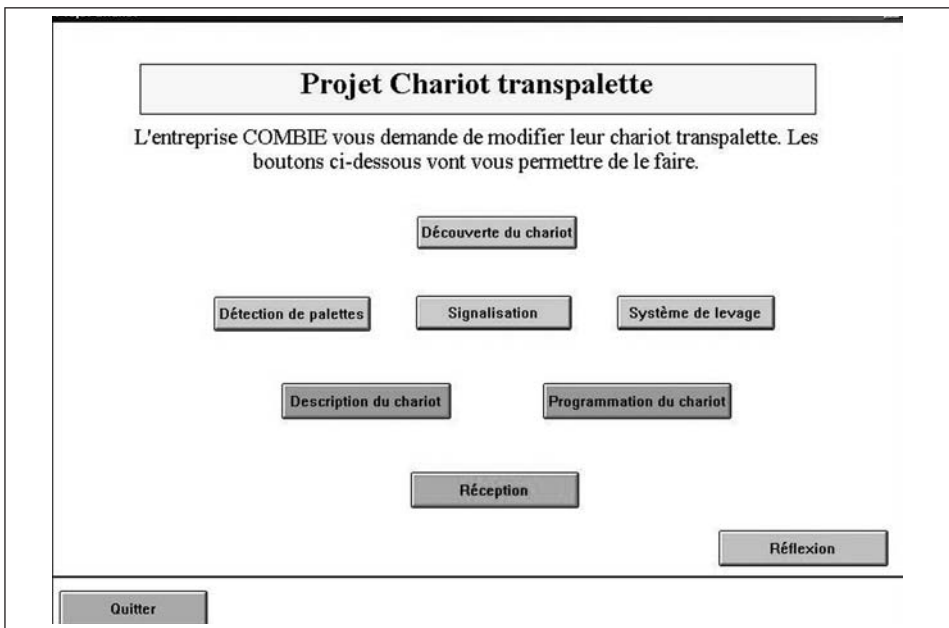 Projet Chariot transpalette
L'entreprise COMBIE vous demande de modifier leur chariot transpalette. Les
boutons ci-dessous vont vous permettre de le faire.
Découverte du chariot
Détection de palettes
Signalisation
Système de levage
Description du chariot
Programmation du chariot
Réception
Réflexion
Quitter